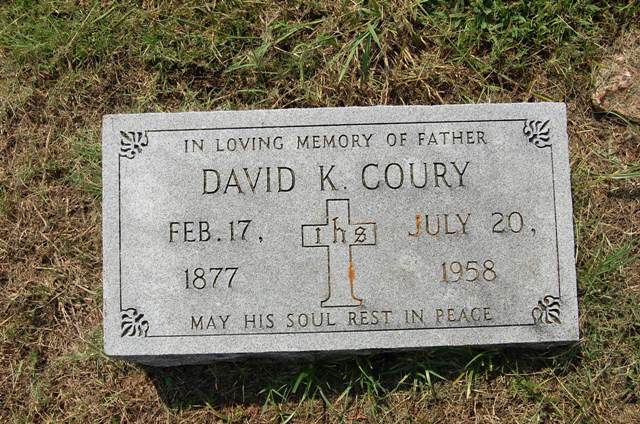 IN LOVING MEMORY OF FATHER
DAVID K. COURY
FEB. 17, ihs JULY 20,
1877 1958
MAY HIS SOUL REST IN PEACE